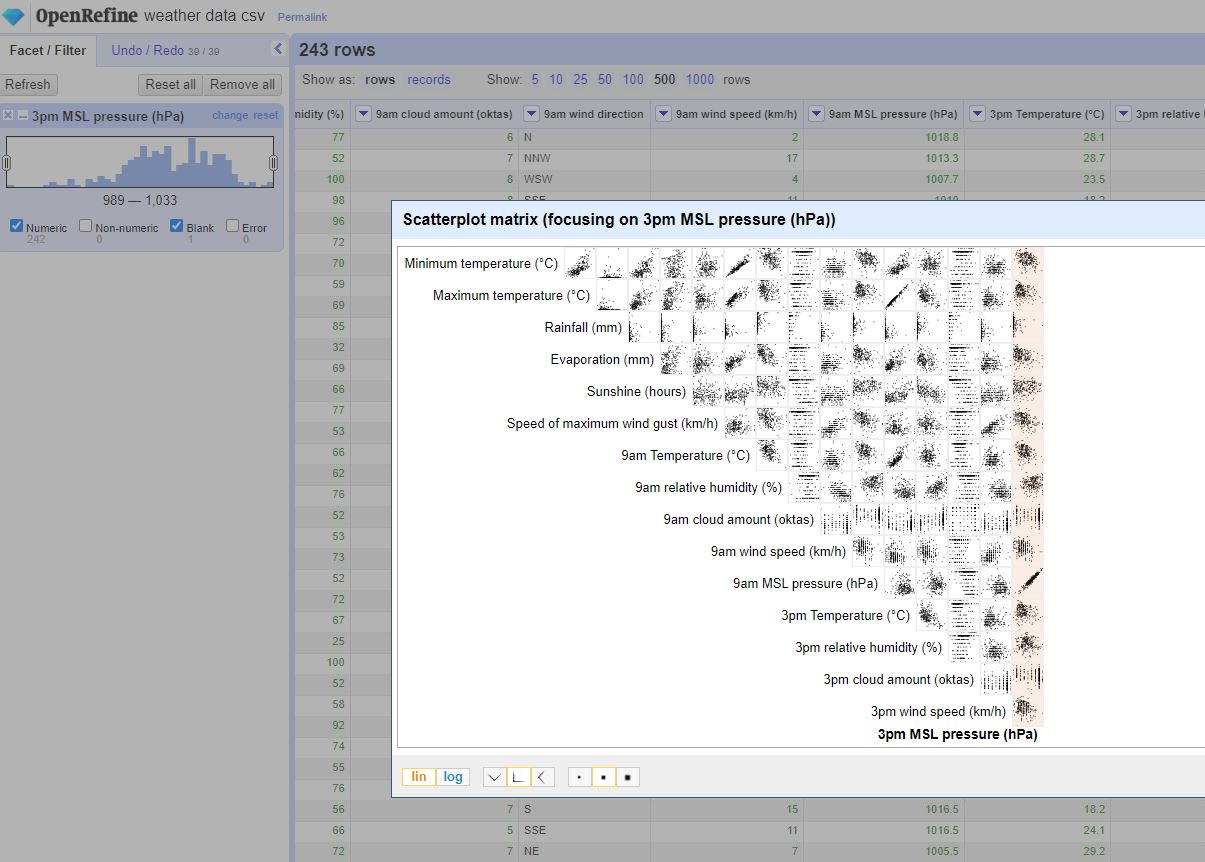 OpenRefine weather data csv Permalink
Facet / Filter Undo / Redo 39 / 39
243 rows
Refresh Reset all Remove all
Show as: rows records Show: 5 10 25 50 100 500 1000 rows
3pm MSL pressure (hPa) change reset
989 — 1,033
Numeric 242 Non-numeric 0 Blank 1 Error 0
midity (%) 9am cloud amount (oktas) 9am wind direction 9am wind speed (km/h) 9am MSL pressure (hPa) 3pm Temperature (°C) 3pm relative
77 6 N 2 1018.8 28.1
52 7 NNW 17 1013.3 28.7
100 8 WSW 4 1007.7 23.5
98
96
72
70
59
69
85
32
69
66
77
53
66
62
76
52
53
73
52
72
67
25
100
52
58
92
74
55
76
Scatterplot matrix (focusing on 3pm MSL pressure (hPa))
Minimum temperature (°C)
Maximum temperature (°C)
Rainfall (mm)
Evaporation (mm)
Sunshine (hours)
Speed of maximum wind gust (km/h)
9am Temperature (°C)
9am relative humidity (%)
9am cloud amount (oktas)
9am wind speed (km/h)
9am MSL pressure (hPa)
3pm Temperature (°C)
3pm relative humidity (%)
3pm cloud amount (oktas)
3pm wind speed (km/h)
3pm MSL pressure (hPa)
lin log
56 7 S 15 1016.5 18.2
66 5 SSE 11 1016.5 24.1
72 7 NE 7 1005.5 29.2